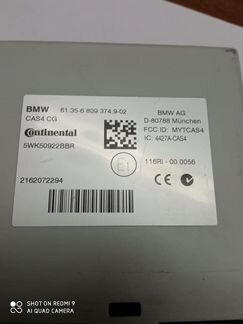 BMW 61.35-6 809 374.9-02 BMW AG
CAS4 CG D-80788 München
Continental FCC ID: MYTCAS4
IC: 4427A-CAS4
5WK50922BBR
E1 116RI - 00 0056
2162072294 CE
SHOT ON REDMI 9
AI QUAD CAMERA